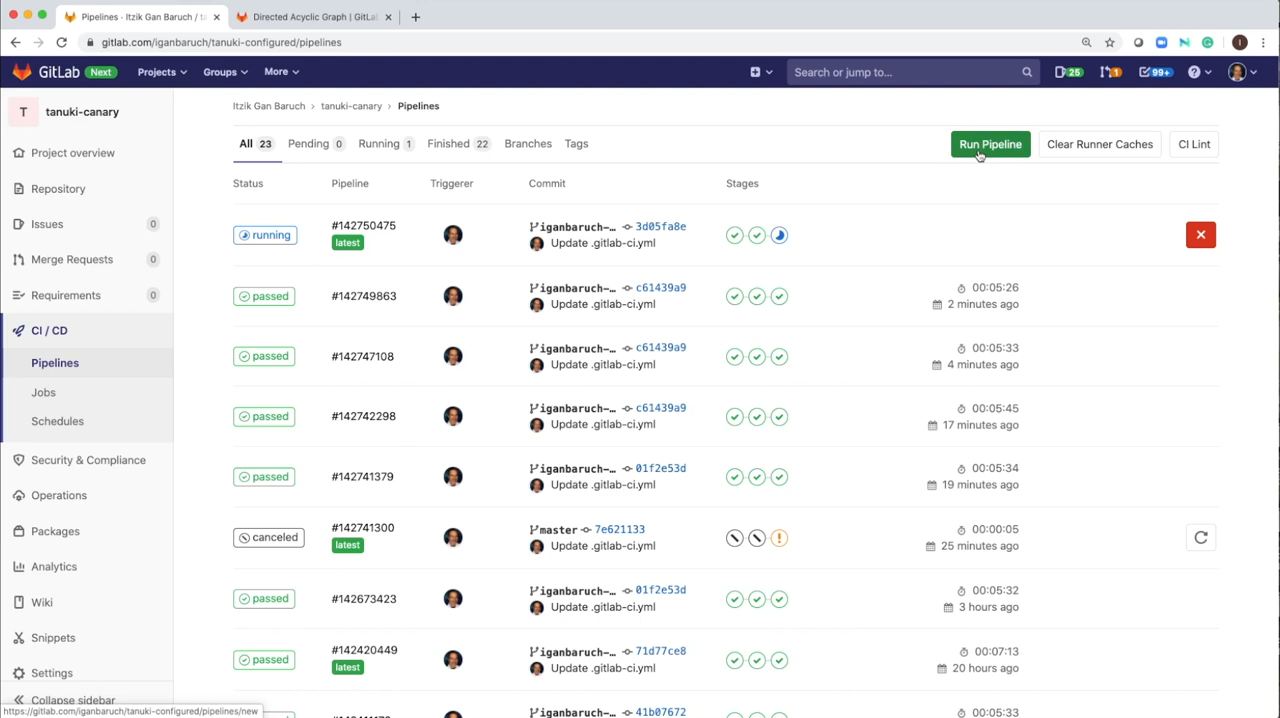 Pipelines · Itzik Gan Baruch / ta
Directed Acyclic Graph | GitLa
gitlab.com/iganbaruch/tanuki-configured/pipelines
GitLab Next Projects Groups More Search or jump to... 25 1 99+
T tanuki-canary
Project overview
Repository
Issues 0
Merge Requests 0
Requirements 0
CI / CD
Pipelines
Jobs
Schedules
Security & Compliance
Operations
Packages
Analytics
Wiki
Snippets
Settings
Collapse sidebar
https://gitlab.com/iganbaruch/tanuki-configured/pipelines/new
Itzik Gan Baruch › tanuki-canary › Pipelines
All 23 Pending 0 Running 1 Finished 22 Branches Tags Run Pipeline Clear Runner Caches CI Lint
Status Pipeline Triggerer Commit Stages
running #142750475 iganbaruch-… 3d05fa8e
latest Update .gitlab-ci.yml
passed #142749863 iganbaruch-… c61439a9 00:05:26
Update .gitlab-ci.yml 2 minutes ago
passed #142747108 iganbaruch-… c61439a9 00:05:33
Update .gitlab-ci.yml 4 minutes ago
passed #142742298 iganbaruch-… c61439a9 00:05:45
Update .gitlab-ci.yml 17 minutes ago
passed #142741379 iganbaruch-… 01f2e53d 00:05:34
Update .gitlab-ci.yml 19 minutes ago
canceled #142741300 master 7e621133 00:00:05
latest Update .gitlab-ci.yml 25 minutes ago
passed #142673423 iganbaruch-… 01f2e53d 00:05:32
Update .gitlab-ci.yml 3 hours ago
passed #142420449 iganbaruch-… 71d77ce8 00:07:13
latest Update .gitlab-ci.yml 20 hours ago
iganbaruch-… 41b07672 00:05:33